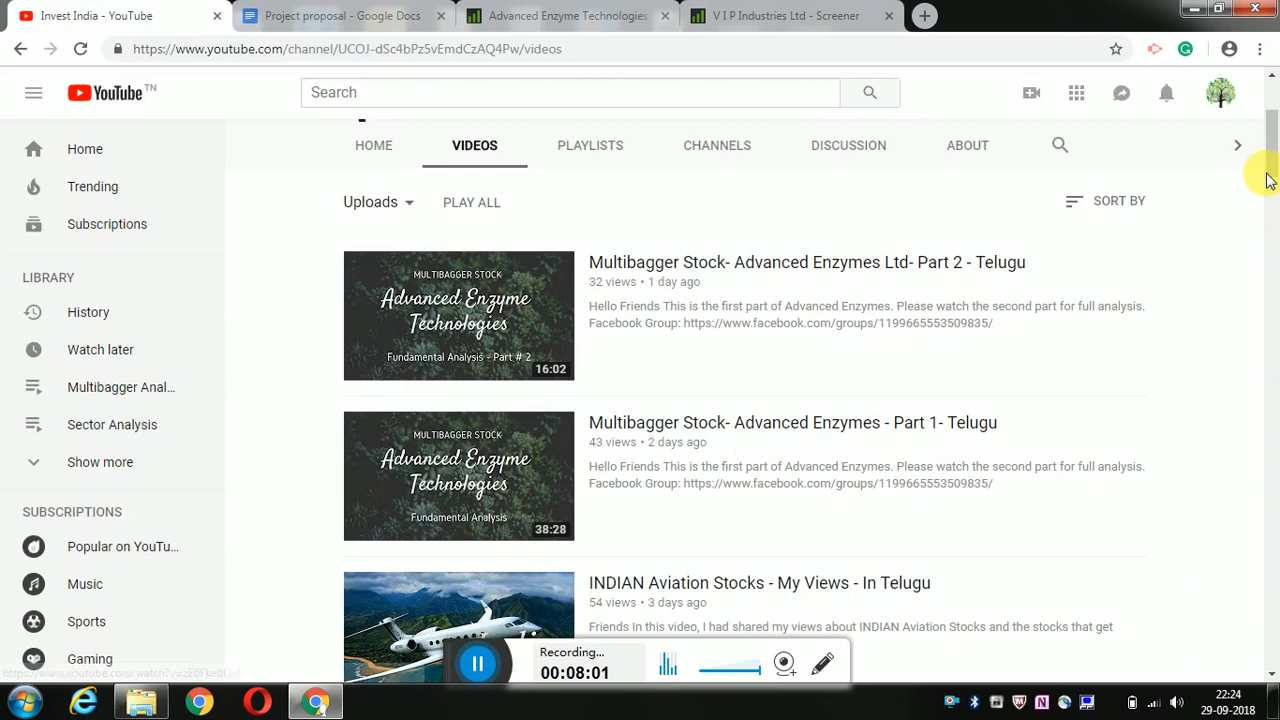 Invest India - YouTube
Project proposal - Google Docs
Advanced Enzyme Technologies
V I P Industries Ltd - Screener
https://www.youtube.com/channel/UCOJ-dSc4bPz5vEmdCzAQ4Pw/videos
YouTube TN
Search
HOME
VIDEOS
PLAYLISTS
CHANNELS
DISCUSSION
ABOUT
Home
Trending
Subscriptions
LIBRARY
History
Watch later
Multibagger Anal...
Sector Analysis
Show more
SUBSCRIPTIONS
Popular on YouTu...
Music
Sports
Gaming
Uploads
PLAY ALL
SORT BY
MULTIBAGGER STOCK
Advanced Enzyme
Technologies
Fundamental Analysis - Part # 2
16:02
Multibagger Stock- Advanced Enzymes Ltd- Part 2 - Telugu
32 views • 1 day ago
Hello Friends This is the first part of Advanced Enzymes. Please watch the second part for full analysis.
Facebook Group: https://www.facebook.com/groups/1199665553509835/
MULTIBAGGER STOCK
Advanced Enzyme
Technologies
Fundamental Analysis
38:28
Multibagger Stock- Advanced Enzymes - Part 1- Telugu
43 views • 2 days ago
Hello Friends This is the first part of Advanced Enzymes. Please watch the second part for full analysis.
Facebook Group: https://www.facebook.com/groups/1199665553509835/
INDIAN Aviation Stocks - My Views - In Telugu
54 views • 3 days ago
Friends In this video, I had shared my views about INDIAN Aviation Stocks and the stocks that get
Recording...
00:08:01
22:24
29-09-2018